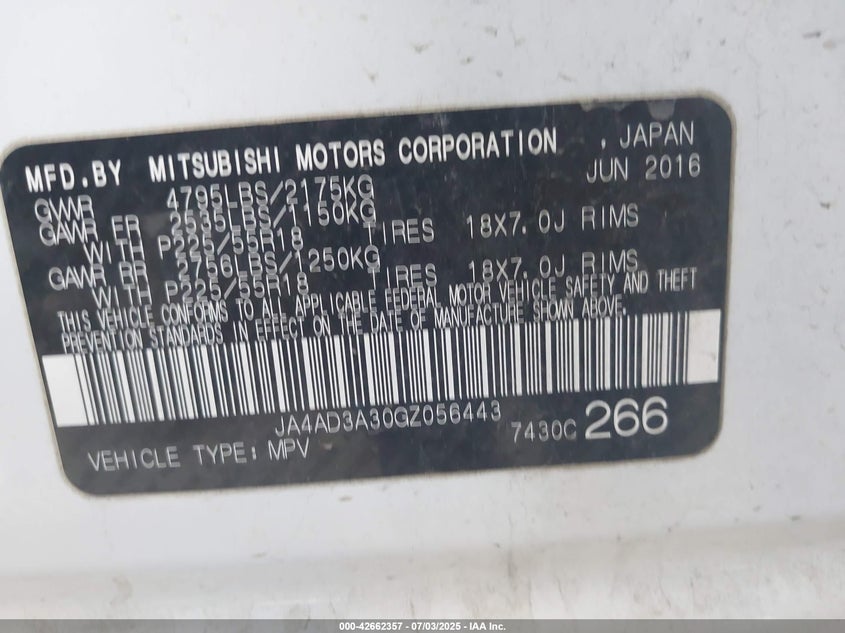 MFD.BY MITSUBISHI MOTORS CORPORATION , JAPAN
JUN 2016
GVWR 4795LBS/2175KG
GAWR FR 2535LBS/1150KG
WITH P225/55R18 TIRES 18X7.0J RIMS
GAWR RR 2756LBS/1250KG
WITH P225/55R18 TIRES 18X7.0J RIMS
THIS VEHICLE CONFORMS TO ALL APPLICABLE FEDERAL MOTOR VEHICLE SAFETY AND THEFT
PREVENTION STANDARDS IN EFFECT ON THE DATE OF MANUFACTURE SHOWN ABOVE.
JA4AD3A30GZ056443
VEHICLE TYPE: MPV 7430C 266
000-42662357 - 07/03/2025 - IAA Inc.